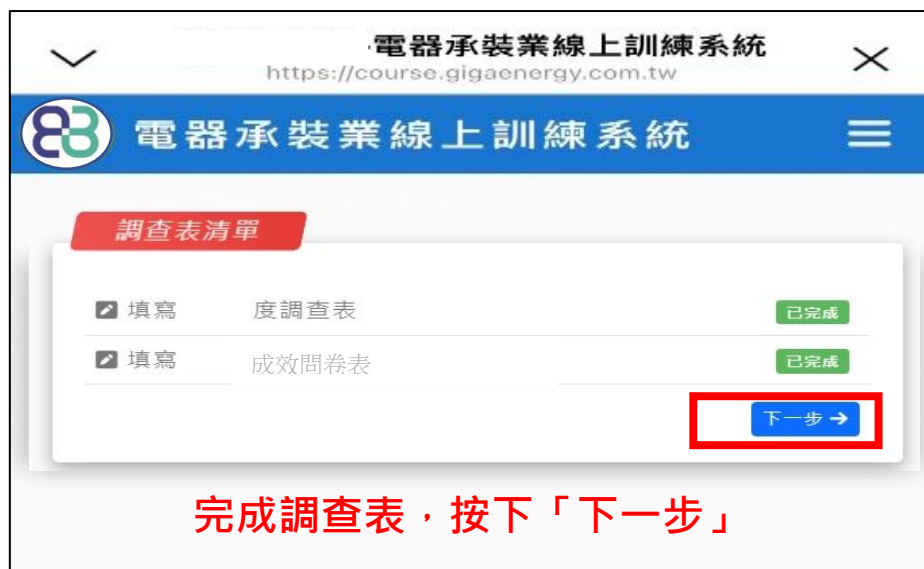 電器承裝業線上訓練系統
https://course.gigaenergy.com.tw
電器承裝業線上訓練系統
調查表清單
填寫 度調查表 已完成
填寫 成效問卷表 已完成
下一步
完成調查表，按下「下一步」